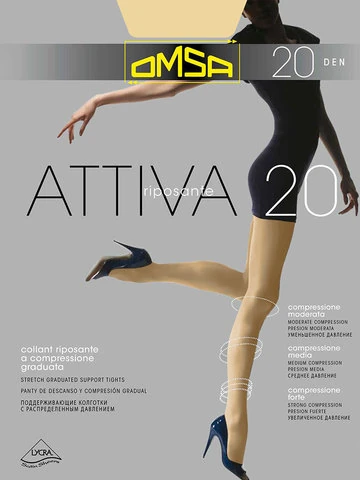 OMSA
20 DEN
ATTIVA 20
riposante
compressione
moderata
MODERATE COMPRESSION
PRESION MODERATA
УМЕНЬШЕННОЕ ДАВЛЕНИЕ
collant riposante
a compressione
graduata
compressione
media
MEDIUM COMPRESSION
PRESION MEDIA
СРЕДНЕЕ ДАВЛЕНИЕ
STRETCH GRADUATED SUPPORT TIGHTS
PANTY DE DESCANSO Y COMPRESIÓN GRADUAL
ПОДДЕРЖИВАЮЩИЕ КОЛГОТКИ
С РАСПРЕДЕЛЕННЫМ ДАВЛЕНИЕМ
compressione
forte
STRONG COMPRESSION
PRESION FUERTE
УВЕЛИЧЕННОЕ ДАВЛЕНИЕ
LYCRA